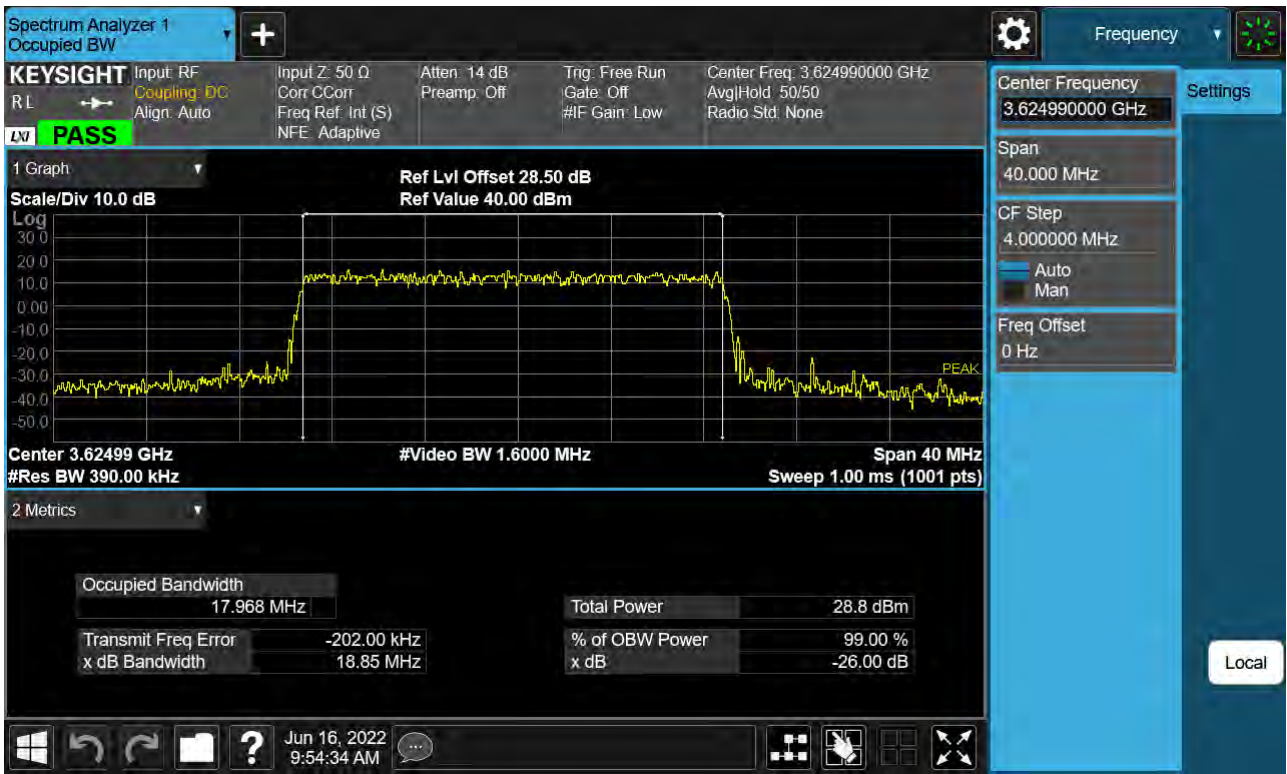 Spectrum Analyzer 1
Occupied BW
Frequency
KEYSIGHT
R L
LXI
PASS
Input: RF
Coupling: DC
Align: Auto
Input Z: 50 Ω
Corr CCorr
Freq Ref: Int (S)
NFE: Adaptive
Atten: 14 dB
Preamp: Off
Trig: Free Run
Gate: Off
#IF Gain: Low
Center Freq: 3.624990000 GHz
Avg|Hold: 50/50
Radio Std: None
Center Frequency
3.624990000 GHz
Settings
Span
40.000 MHz
CF Step
4.000000 MHz
Auto
Man
Freq Offset
0 Hz
1 Graph
Ref Lvl Offset 28.50 dB
Scale/Div 10.0 dB
Ref Value 40.00 dBm
Log
30.0
20.0
10.0
0.00
-10.0
-20.0
-30.0
-40.0
-50.0
PEAK
Center 3.62499 GHz
#Video BW 1.6000 MHz
Span 40 MHz
#Res BW 390.00 kHz
Sweep 1.00 ms (1001 pts)
2 Metrics
Occupied Bandwidth
17.968 MHz
Total Power
28.8 dBm
Transmit Freq Error
-202.00 kHz
% of OBW Power
99.00 %
x dB Bandwidth
18.85 MHz
x dB
-26.00 dB
Local
?
Jun 16, 2022
9:54:34 AM